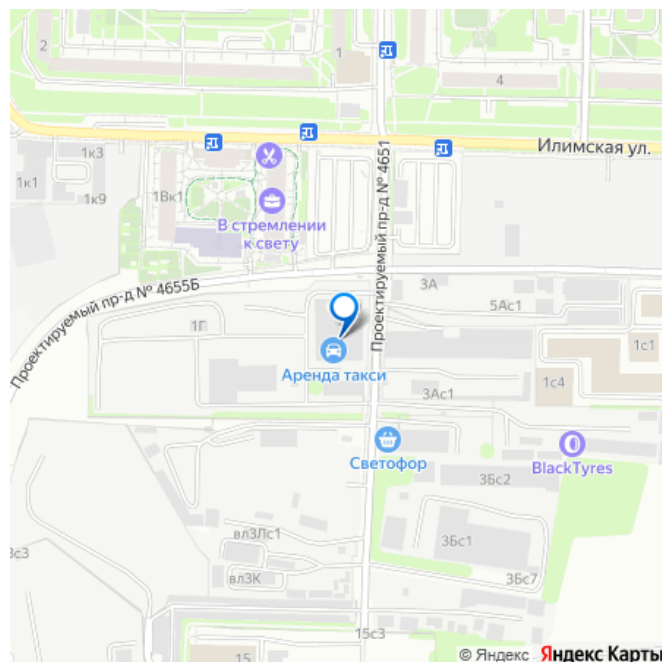 2
1
4
Илимская ул.
1к3
1к1
1к9
1Вк1
В стремлении
к свету
Проектируемый пр-д № 4651
Проектируемый пр-д № 4655Б
3А
5Ас1
1Г
1с1
Аренда такси
1с4
3Ас1
Светофор
BlackTyres
3Бс2
вл3Лс1
3Бс1
3с3
вл3К
3Бс7
15с3
15
© Яндекс Яндекс Карты